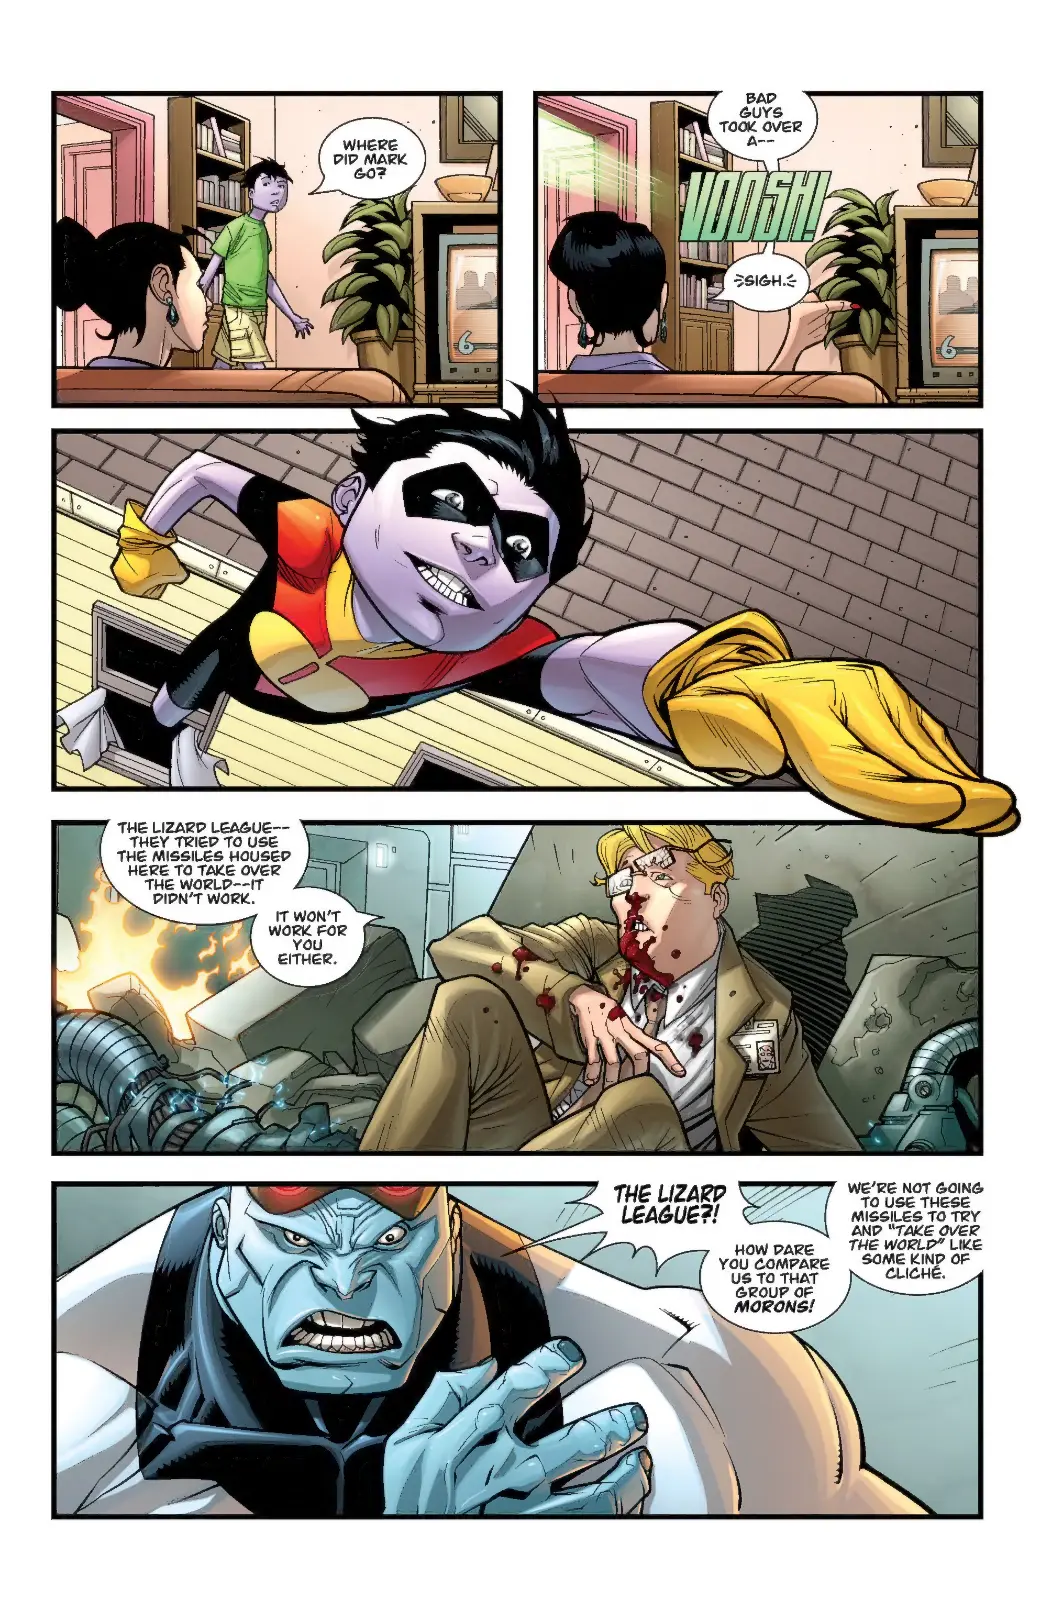 WHERE
DID MARK
GO?
BAD
GUYS
TOOK OVER
A--
VOOSH!
SIGH.
6
6
THE LIZARD LEAGUE--
THEY TRIED TO USE
THE MISSILES HOUSED
HERE TO TAKE OVER
THE WORLD--IT
DIDN'T WORK.
IT WON'T
WORK FOR
YOU
EITHER.
THE LIZARD
LEAGUE?!
HOW DARE
YOU COMPARE
US TO THAT
GROUP OF
MORONS!
WE'RE NOT GOING
TO USE THESE
MISSILES TO TRY
AND "TAKE OVER
THE WORLD" LIKE
SOME KIND OF
CLICHÉ.